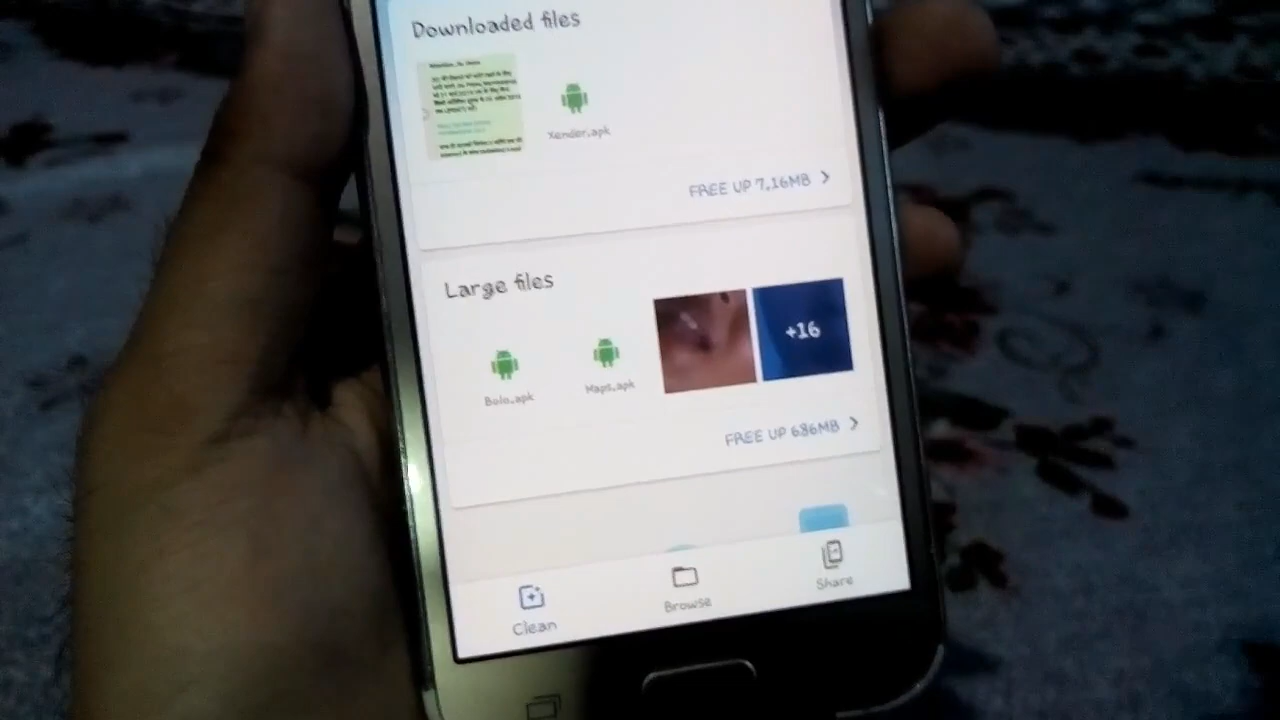 Downloaded files
Xender.apk
FREE UP 7.16MB
Large files
+16
Bolo.apk
Maps.apk
FREE UP 686MB
Clean
Browse
Share